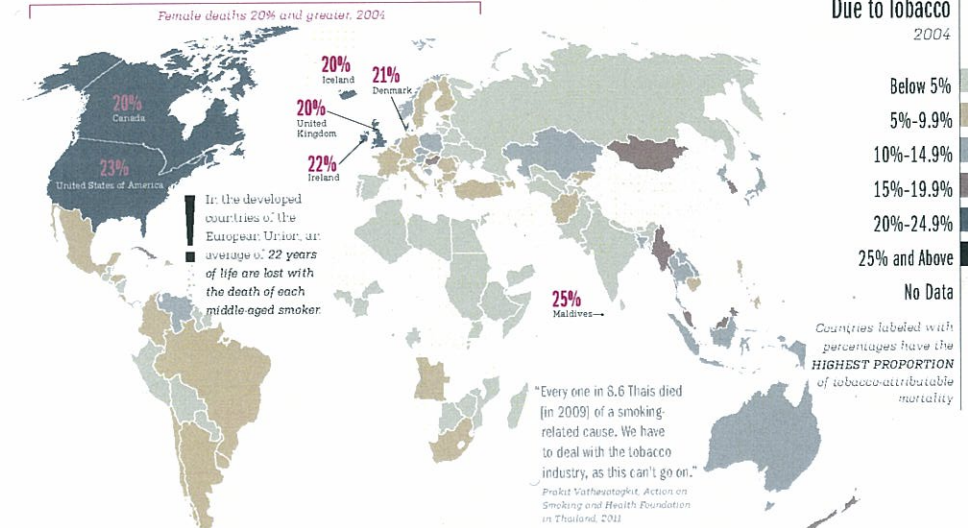 Female deaths 20% and greater, 2004
Due to Tobacco
2004
Below 5%
5%-9.9%
10%-14.9%
15%-19.9%
20%-24.9%
25% and Above
No Data
Countries labeled with
percentages have the
HIGHEST PROPORTION
of tobacco-attributable
mortality
20%
Iceland
21%
Denmark
20%
United
Kingdom
22%
Ireland
20%
Canada
23%
United States of America
In the developed
countries of the
European Union, an
average of 22 years
of life are lost with
the death of each
middle-aged smoker.
25%
Maldives
"Every one in 8.6 Thais died
(in 2009) of a smoking-
related cause. We have
to deal with the tobacco
industry, as this can't go on."
Prakit Vathesatogkit, Action on
Smoking and Health Foundation
in Thailand, 2011